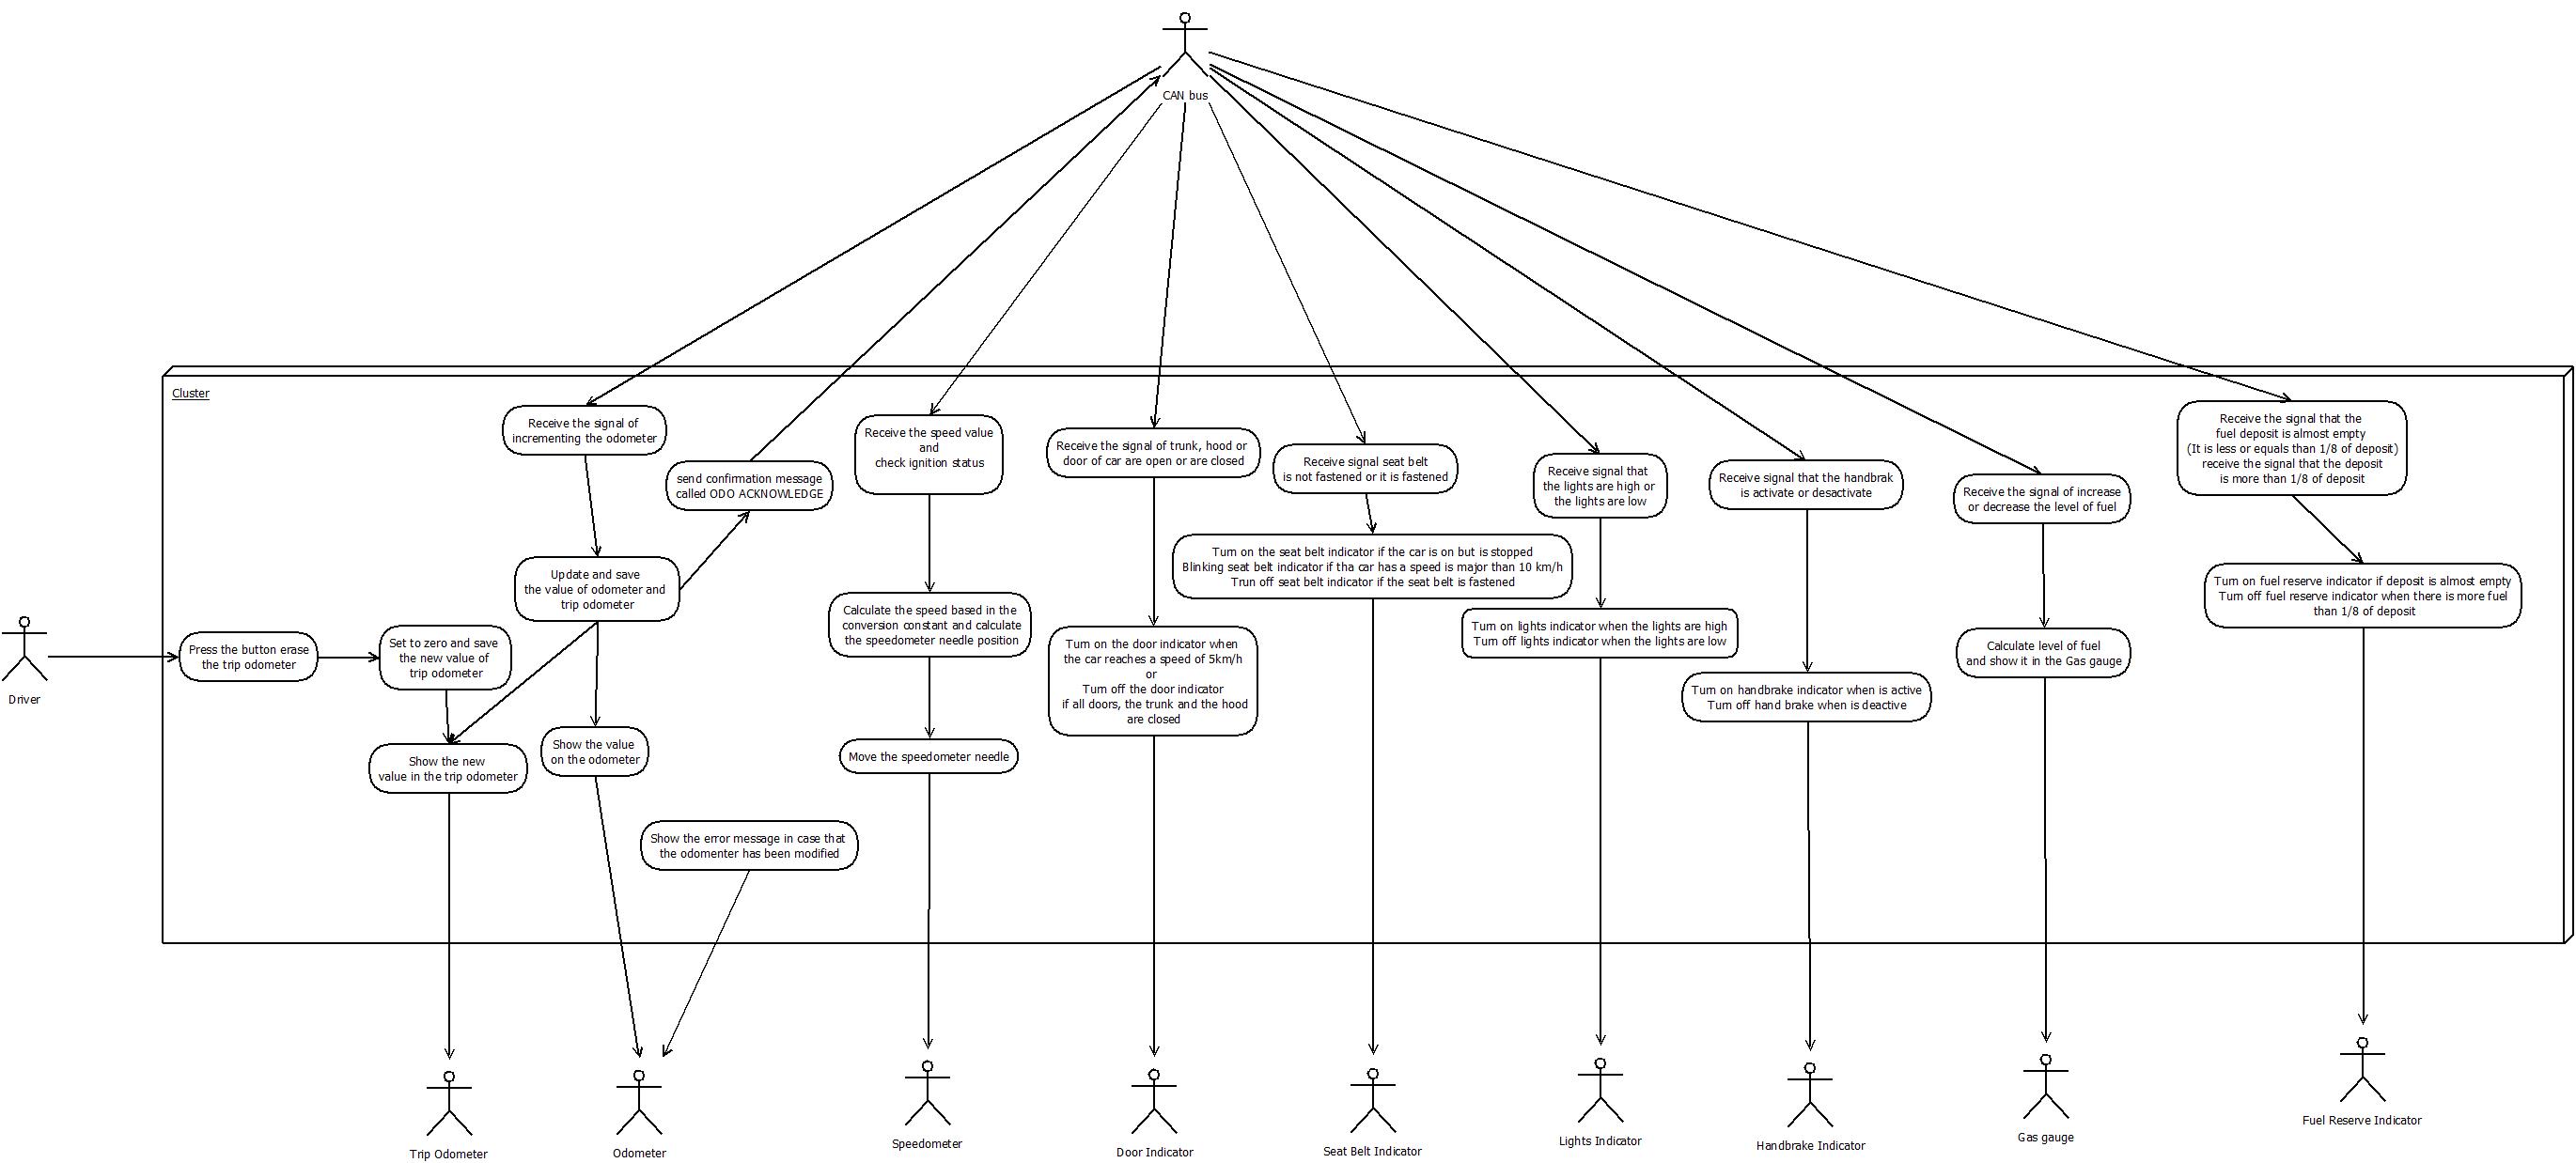 CAN bus
Cluster
Receive the signal of
incrementing the odometer
send confirmation message
called ODO ACKNOWLEDGE
Receive the speed value
and
check ignition status
Receive the signal of trunk, hood or
door of car are open or are closed
Receive signal seat belt
is not fastened or it is fastened
Receive signal that
the lights are high or
the lights are low
Receive signal that the handbrak
is activate or desactivate
Receive the signal of increase
or decrease the level of fuel
Receive the signal that the
fuel deposit is almost empty
(It is less or equals than 1/8 of deposit)
receive the signal that the deposit
is more than 1/8 of deposit
Update and save
the value of odometer and
trip odometer
Turn on the seat belt indicator if the car is on but is stopped
Blinking seat belt indicator if tha car has a speed is major than 10 km/h
Trun off seat belt indicator if the seat belt is fastened
Turn on fuel reserve indicator if deposit is almost empty
Turn off fuel reserve indicator when there is more fuel
than 1/8 of deposit
Driver
Press the button erase
the trip odometer
Set to zero and save
the new value of
trip odometer
Calculate the speed based in the
conversion constant and calculate
the speedometer needle position
Turn on the door indicator when
the car reaches a speed of 5km/h
or
Turn off the door indicator
if all doors, the trunk and the hood
are closed
Turn on lights indicator when the lights are high
Turn off lights indicator when the lights are low
Calculate level of fuel
and show it in the Gas gauge
Turn on handbrake indicator when is active
Turn off hand brake when is deactive
Show the new
value in the trip odometer
Show the value
on the odometer
Move the speedometer needle
Show the error message in case that
the odomenter has been modified
Trip Odometer
Odometer
Speedometer
Door Indicator
Seat Belt Indicator
Lights Indicator
Handbrake Indicator
Gas gauge
Fuel Reserve Indicator